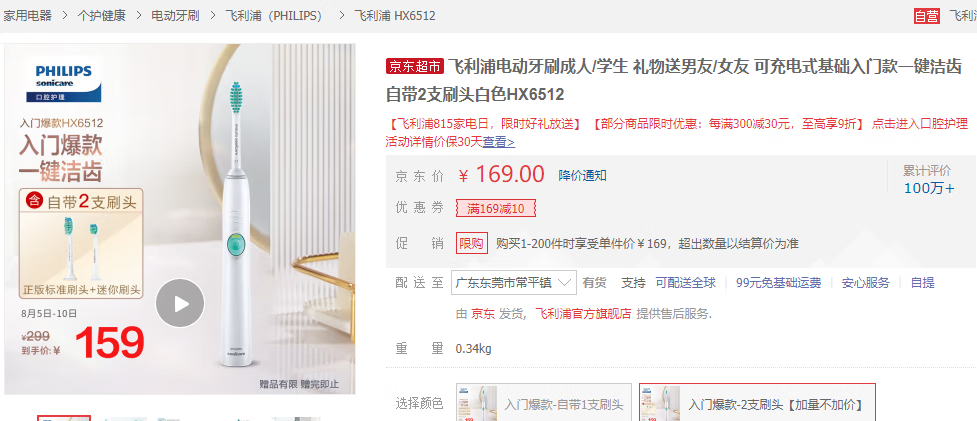 家用电器 > 个护健康 > 电动牙刷 > 飞利浦（PHILIPS） > 飞利浦 HX6512
自营 飞利
PHILIPS
sonicare
口腔护理
入门爆款HX6512
入门爆款
一键洁齿
含 自带2支刷头
正版标准刷头+迷你刷头
8月5日-10日
¥299
到手价:¥ 159
赠品有限 赠完即止
sonicare
京东超市 飞利浦电动牙刷成人/学生 礼物送男友/女友 可充电式基础入门款一键洁齿
自带2支刷头白色HX6512
【飞利浦815家电日，限时好礼放送】【部分商品限时优惠：每满300减30元，至高享9折】 点击进入口腔护理
活动详情价保30天查看>
京东价 ¥ 169.00 降价通知
累计评价
100万+
优惠券 满169减10
促销 限购 购买1-200件时享受单件价￥169，超出数量以结算价为准
配送至 广东东莞市常平镇 有货 支持 可配送全球 99元免基础运费 安心服务 自提
由 京东 发货，飞利浦官方旗舰店 提供售后服务.
重量 0.34kg
选择颜色 入门爆款-自带1支刷头 入门爆款-2支刷头【加量不加价】